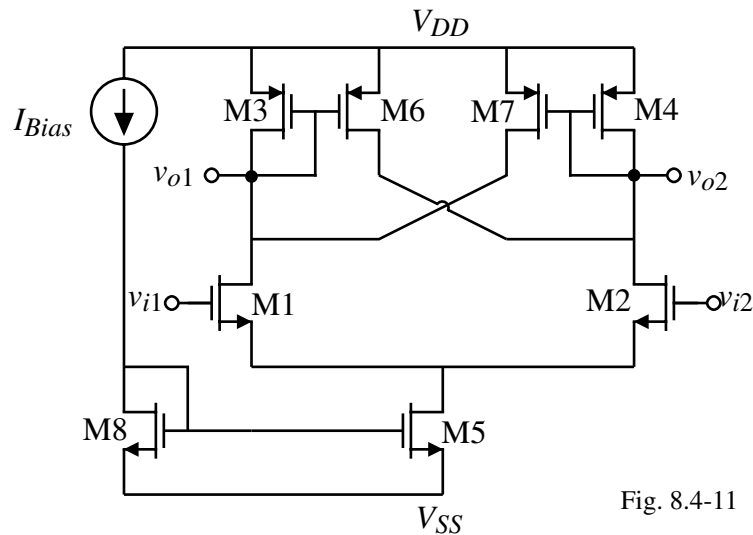 VDD
M3 M6 M7 M4
IBias
vo1 vo2
vi1 M1 M2 vi2
M8 M5
VSS
Fig. 8.4-11